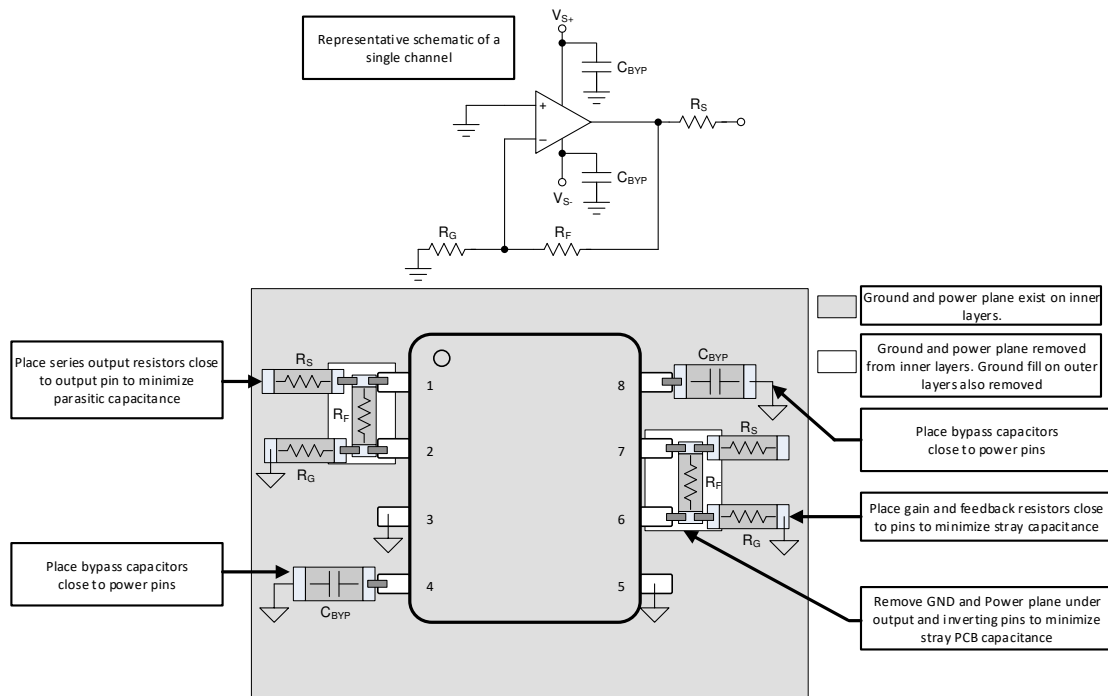 Representative schematic of a
single channel
VS+
CBYP
+
−
RS
CBYP
VS-
RG
RF
Ground and power plane exist on inner
layers.
Ground and power plane removed
from inner layers. Ground fill on outer
layers also removed
Place series output resistors close
to output pin to minimize
parasitic capacitance
RS
1
RF
2
RG
3
4
CBYP
Place bypass capacitors
close to power pins
8
CBYP
7
RS
RF
6
RG
5
Place bypass capacitors
close to power pins
Place gain and feedback resistors close
to pins to minimize stray capacitance
Remove GND and Power plane under
output and inverting pins to minimize
stray PCB capacitance